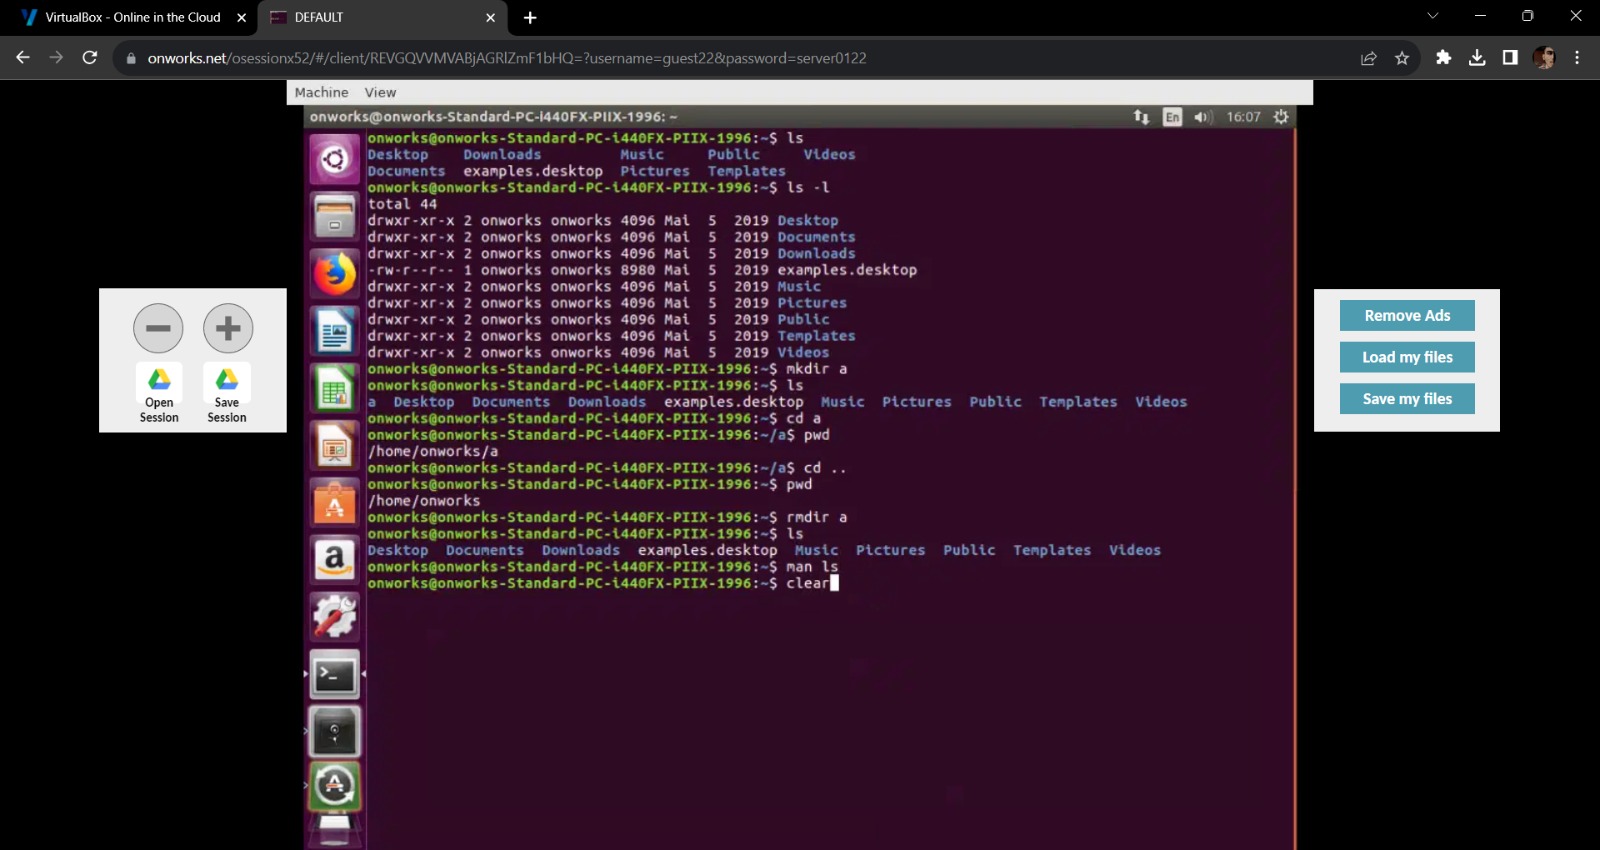 VirtualBox - Online in the Cloud
DEFAULT
onworks.net/osessionx52/#/client/REVGQVVMVABjAGRlZmF1bHQ=?username=guest22&password=server0122
Machine View
onworks@onworks-Standard-PC-i440FX-PIIX-1996: ~
En
16:07
onworks@onworks-Standard-PC-i440FX-PIIX-1996:~$ ls
Desktop Downloads Music Public Videos
Documents examples.desktop Pictures Templates
onworks@onworks-Standard-PC-i440FX-PIIX-1996:~$ ls -l
total 44
drwxr-xr-x 2 onworks onworks 4096 Mai 5 2019 Desktop
drwxr-xr-x 2 onworks onworks 4096 Mai 5 2019 Documents
drwxr-xr-x 2 onworks onworks 4096 Mai 5 2019 Downloads
-rw-r--r-- 1 onworks onworks 8980 Mai 5 2019 examples.desktop
drwxr-xr-x 2 onworks onworks 4096 Mai 5 2019 Music
drwxr-xr-x 2 onworks onworks 4096 Mai 5 2019 Pictures
drwxr-xr-x 2 onworks onworks 4096 Mai 5 2019 Public
drwxr-xr-x 2 onworks onworks 4096 Mai 5 2019 Templates
drwxr-xr-x 2 onworks onworks 4096 Mai 5 2019 Videos
onworks@onworks-Standard-PC-i440FX-PIIX-1996:~$ mkdir a
onworks@onworks-Standard-PC-i440FX-PIIX-1996:~$ ls
a Desktop Documents Downloads examples.desktop Music Pictures Public Templates Videos
onworks@onworks-Standard-PC-i440FX-PIIX-1996:~$ cd a
onworks@onworks-Standard-PC-i440FX-PIIX-1996:~/a$ pwd
/home/onworks/a
onworks@onworks-Standard-PC-i440FX-PIIX-1996:~/a$ cd ..
onworks@onworks-Standard-PC-i440FX-PIIX-1996:~$ pwd
/home/onworks
onworks@onworks-Standard-PC-i440FX-PIIX-1996:~$ rmdir a
onworks@onworks-Standard-PC-i440FX-PIIX-1996:~$ ls
Desktop Documents Downloads examples.desktop Music Pictures Public Templates Videos
onworks@onworks-Standard-PC-i440FX-PIIX-1996:~$ man ls
onworks@onworks-Standard-PC-i440FX-PIIX-1996:~$ clear
Open
Session
Save
Session
Remove Ads
Load my files
Save my files